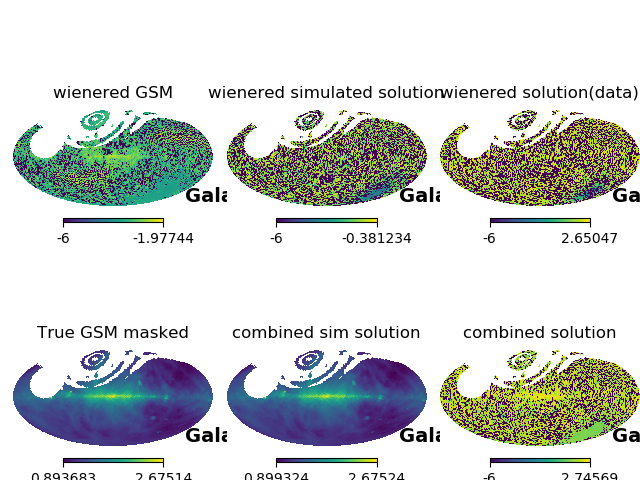 wienered GSM
wienered simulated solution
wienered solution(data)
Gala
Gala
Ga
-6 -1.97744
-6 -0.381234
-6 2.65047
True GSM masked
combined sim solution
combined solution
Gala
Gala
Ga
0.893683 2.67514
0.899324 2.67524
-6 2.74569